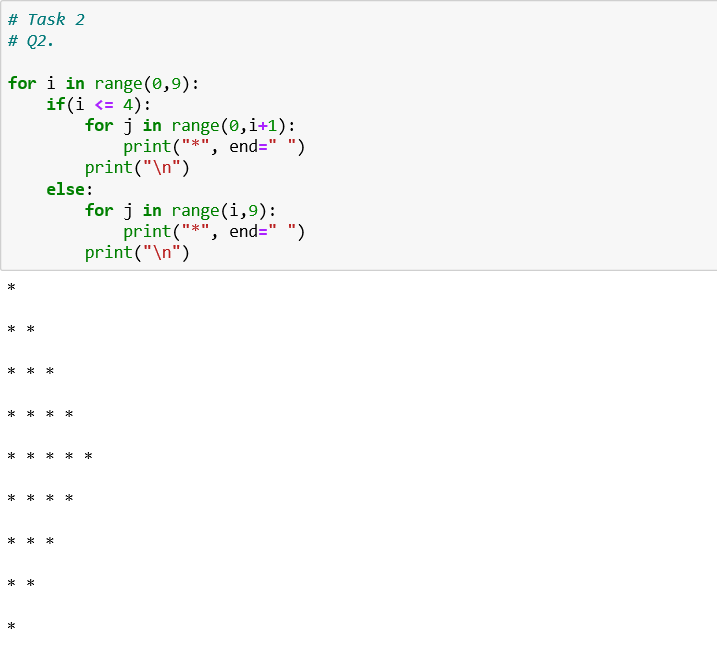 # Task 2
# Q2.

for i in range(0,9):
    if(i <= 4):
        for j in range(0,i+1):
            print("*", end=" ")
        print("\n")
    else:
        for j in range(i,9):
            print("*", end=" ")
        print("\n")
*
* *
* * *
* * * *
* * * * *
* * * *
* * *
* *
*